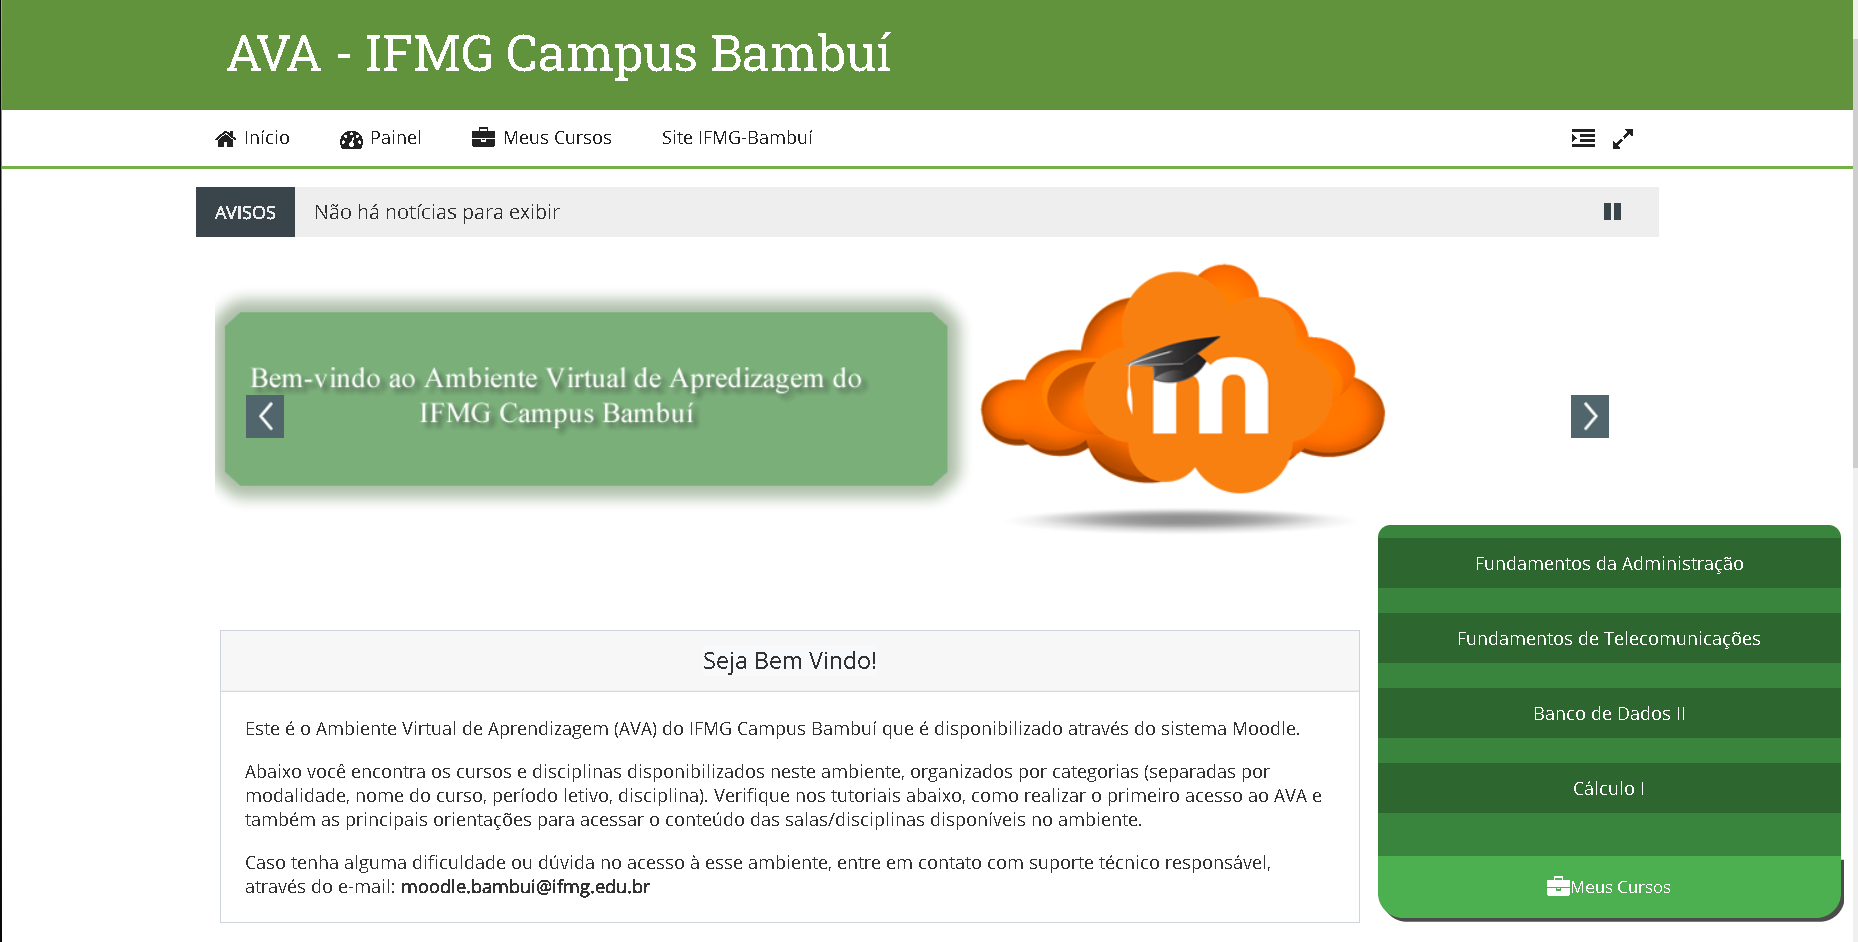 AVA - IFMG Campus Bambuí
Início
Painel
Meus Cursos
Site IFMG-Bambuí
AVISOS
Não há notícias para exibir
Bem-vindo ao Ambiente Virtual de Apredizagem do
IFMG Campus Bambuí
m
Seja Bem Vindo!
Este é o Ambiente Virtual de Aprendizagem (AVA) do IFMG Campus Bambuí que é disponibilizado através do sistema Moodle.
Abaixo você encontra os cursos e disciplinas disponibilizados neste ambiente, organizados por categorias (separadas por
modalidade, nome do curso, período letivo, disciplina). Verifique nos tutoriais abaixo, como realizar o primeiro acesso ao AVA e
também as principais orientações para acessar o conteúdo das salas/disciplinas disponíveis no ambiente.
Caso tenha alguma dificuldade ou dúvida no acesso à esse ambiente, entre em contato com suporte técnico responsável,
através do e-mail: moodle.bambui@ifmg.edu.br
Fundamentos da Administração
Fundamentos de Telecomunicações
Banco de Dados II
Cálculo I
Meus Cursos